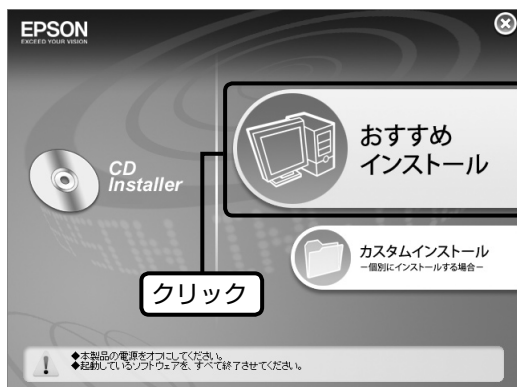 EPSON
EXCEED YOUR VISION
おすすめ
インストール
CD
Installer
カスタムインストール
－個別にインストールする場合－
クリック
◆本製品の電源をオフにしてください。
◆起動しているソフトウェアを、すべて終了させてください。